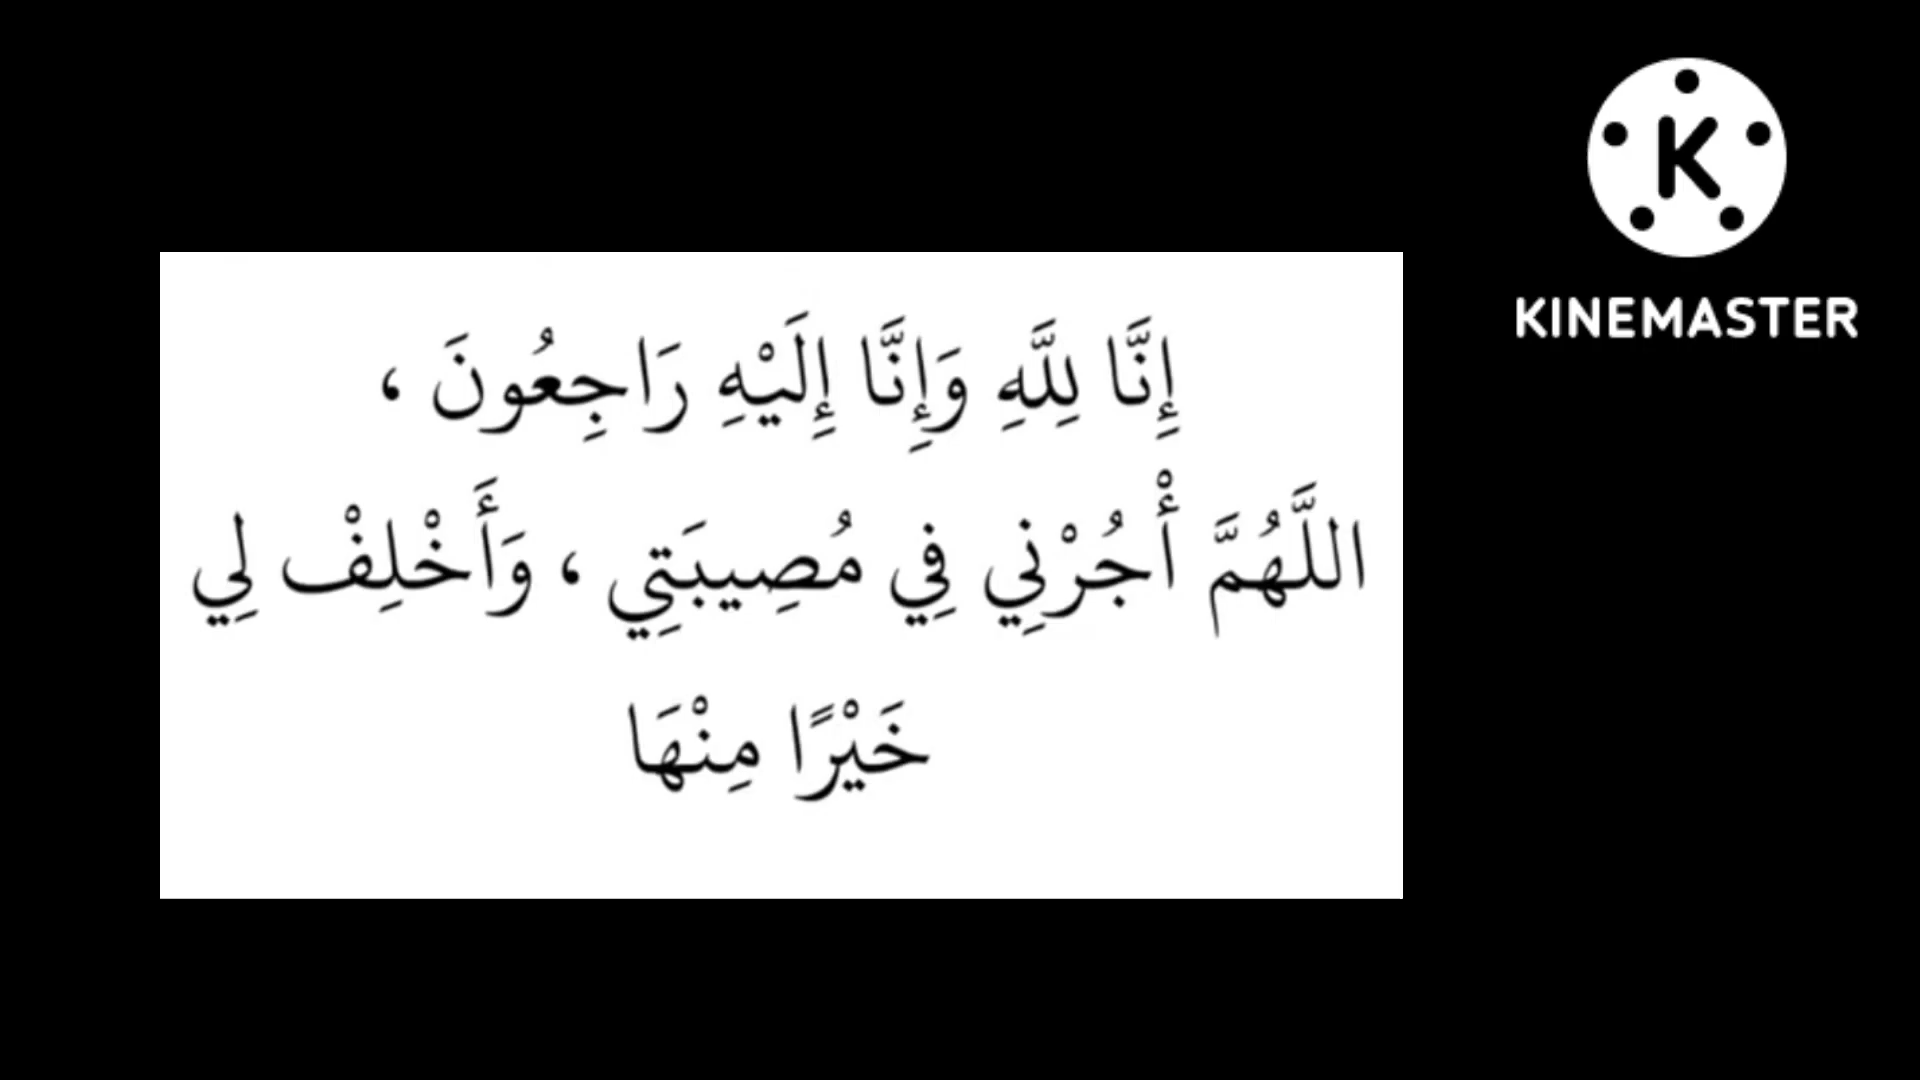 إِنَّا لِلَّهِ وَإِنَّا إِلَيْهِ رَاجِعُونَ ،
اللَّهُمَّ أْجُرْنِي فِي مُصِيبَتِي ، وَأَخْلِفْ لِي
خَيْرًا مِنْهَا
K
KINEMASTER